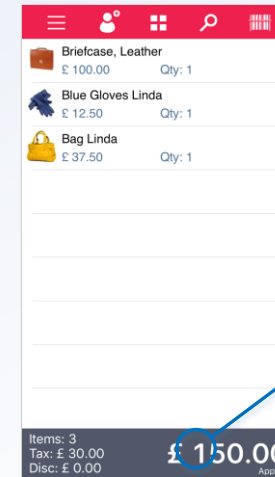 Briefcase, Leather
£ 100.00 Qty: 1
Blue Gloves Linda
£ 12.50 Qty: 1
Bag Linda
£ 37.50 Qty: 1
Items: 3
Tax: £ 30.00
Disc: £ 0.00
£ 150.00
App